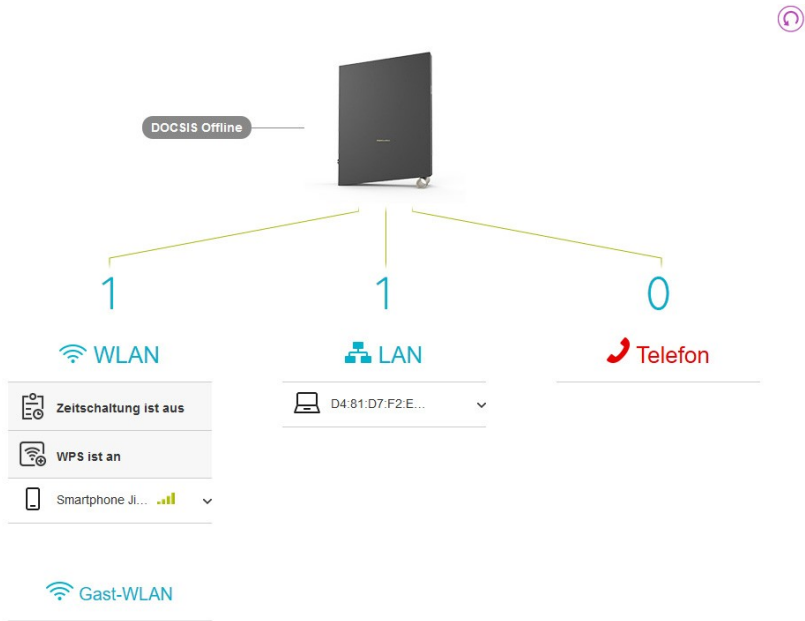 DOCSIS Offline
1
1
0
WLAN
LAN
Telefon
Zeitschaltung ist aus
D4:81:D7:F2:E...
WPS ist an
Smartphone Ji...
Gast-WLAN